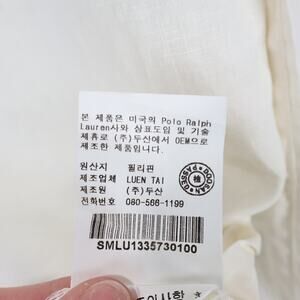 본 제품은 미국의 Polo Ralph
Lauren사와 상표도입 및 기술
제휴로 (주)두산에서 OEM으로
제조한 제품입니다.
원산지 필리핀
제조업체 LUEN TAI
제조원 (주)두산
전화번호 080-566-1199
DOOSAN
SMLU1335730100